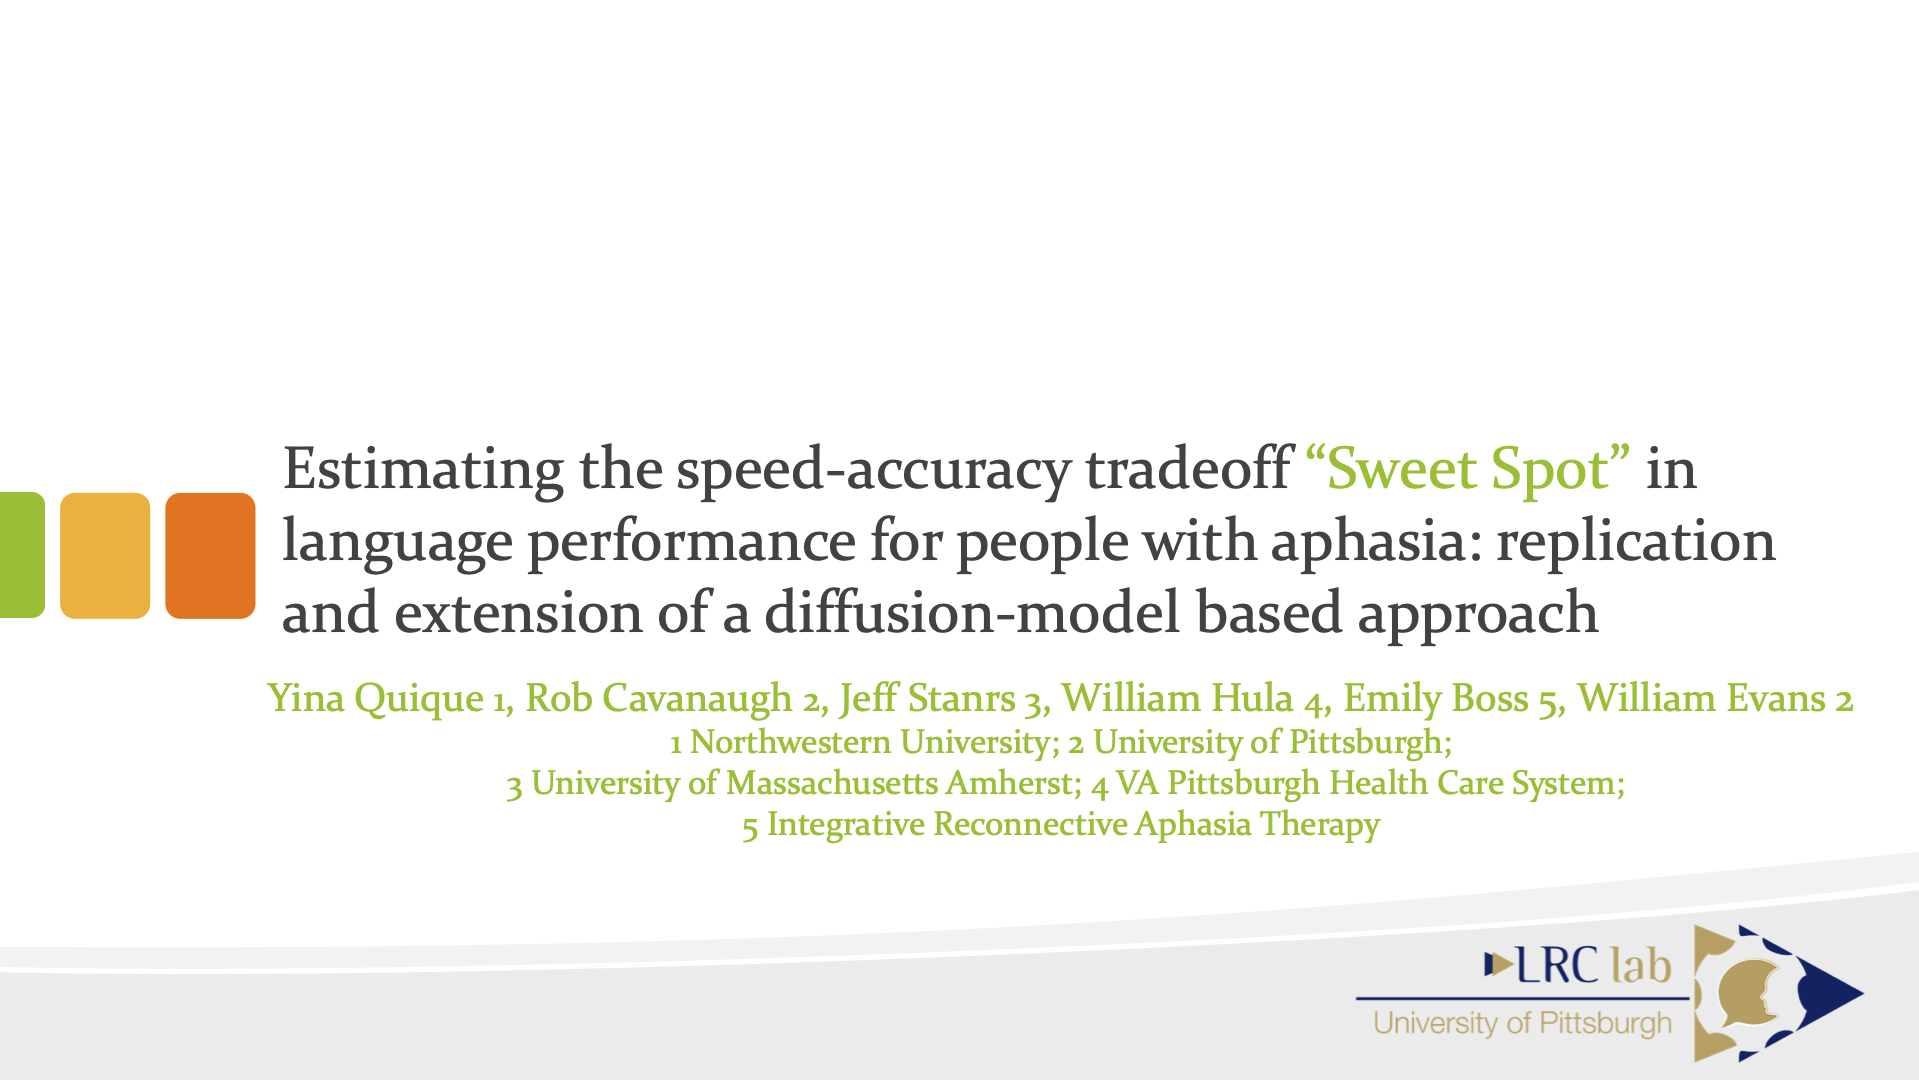 Estimating the speed-accuracy tradeoff “Sweet Spot” in
language performance for people with aphasia: replication
and extension of a diffusion-model based approach
Yina Quique 1, Rob Cavanaugh 2, Jeff Stanrs 3, William Hula 4, Emily Boss 5, William Evans 2
1 Northwestern University; 2 University of Pittsburgh;
3 University of Massachusetts Amherst; 4 VA Pittsburgh Health Care System;
5 Integrative Reconnective Aphasia Therapy
LRC lab
University of Pittsburgh